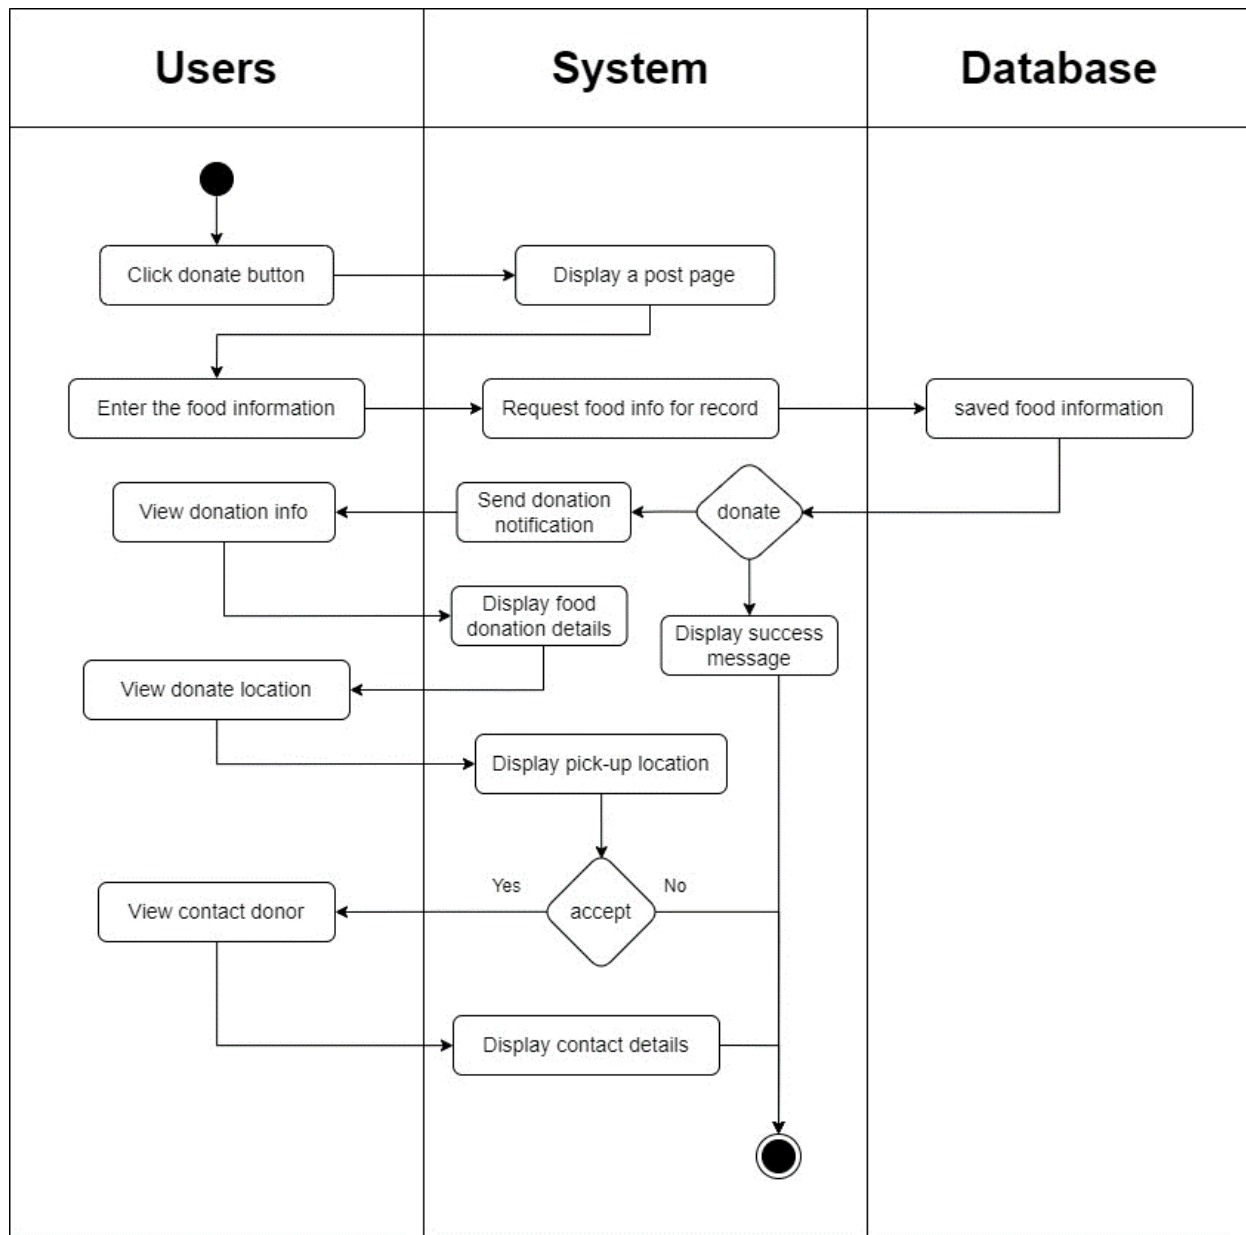 Users
System
Database
Click donate button
Display a post page
Enter the food information
Request food info for record
saved food information
View donation info
Send donation
notification
donate
Display food
donation details
Display success
message
View donate location
Display pick-up location
Yes
No
View contact donor
accept
Display contact details